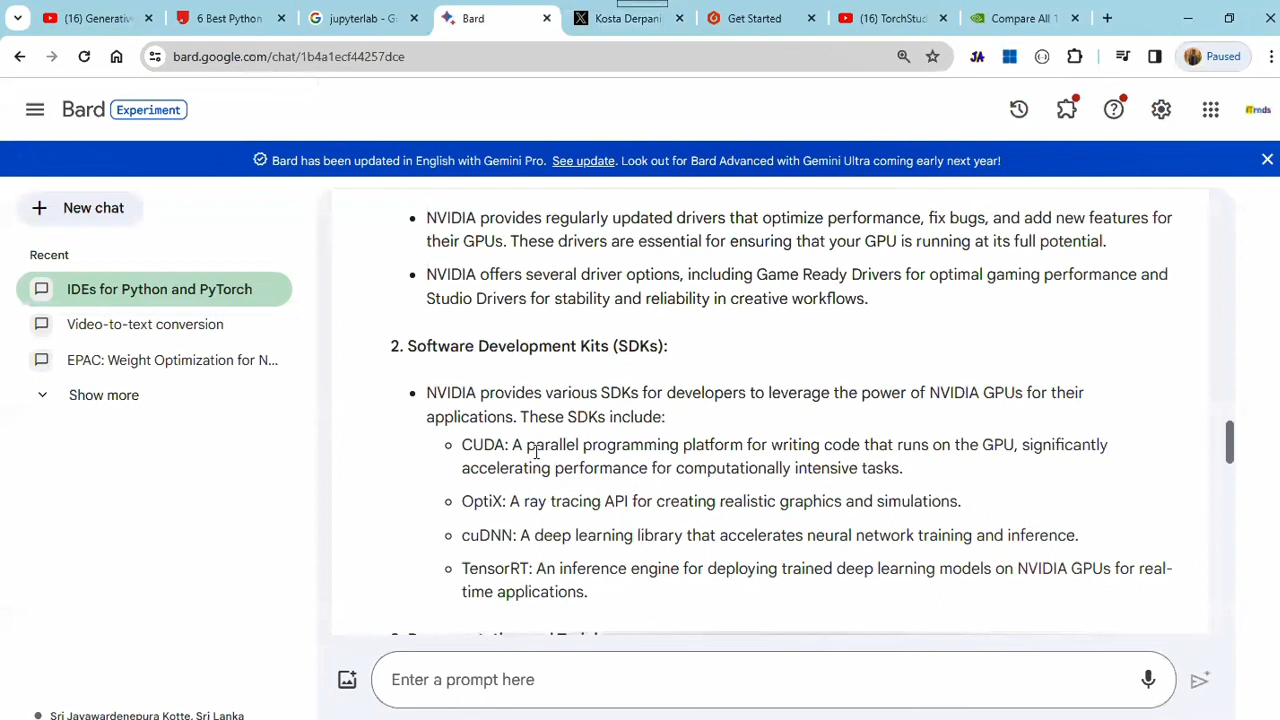 (16) Generative
6 Best Python
jupyterlab - G
Bard
Kosta Derpani
Get Started
(16) TorchStud
Compare All
bard.google.com/chat/1b4a1ecf44257dce
JA
Paused
Bard Experiment
Bard has been updated in English with Gemini Pro. See update. Look out for Bard Advanced with Gemini Ultra coming early next year!
New chat
Recent
IDEs for Python and PyTorch
Video-to-text conversion
EPAC: Weight Optimization for N...
Show more
Sri Jayawardenepura Kotte, Sri Lanka
NVIDIA provides regularly updated drivers that optimize performance, fix bugs, and add new features for
their GPUs. These drivers are essential for ensuring that your GPU is running at its full potential.
NVIDIA offers several driver options, including Game Ready Drivers for optimal gaming performance and
Studio Drivers for stability and reliability in creative workflows.
2. Software Development Kits (SDKs):
NVIDIA provides various SDKs for developers to leverage the power of NVIDIA GPUs for their
applications. These SDKs include:
CUDA: A parallel programming platform for writing code that runs on the GPU, significantly
accelerating performance for computationally intensive tasks.
OptiX: A ray tracing API for creating realistic graphics and simulations.
cuDNN: A deep learning library that accelerates neural network training and inference.
TensorRT: An inference engine for deploying trained deep learning models on NVIDIA GPUs for real-
time applications.
Enter a prompt here